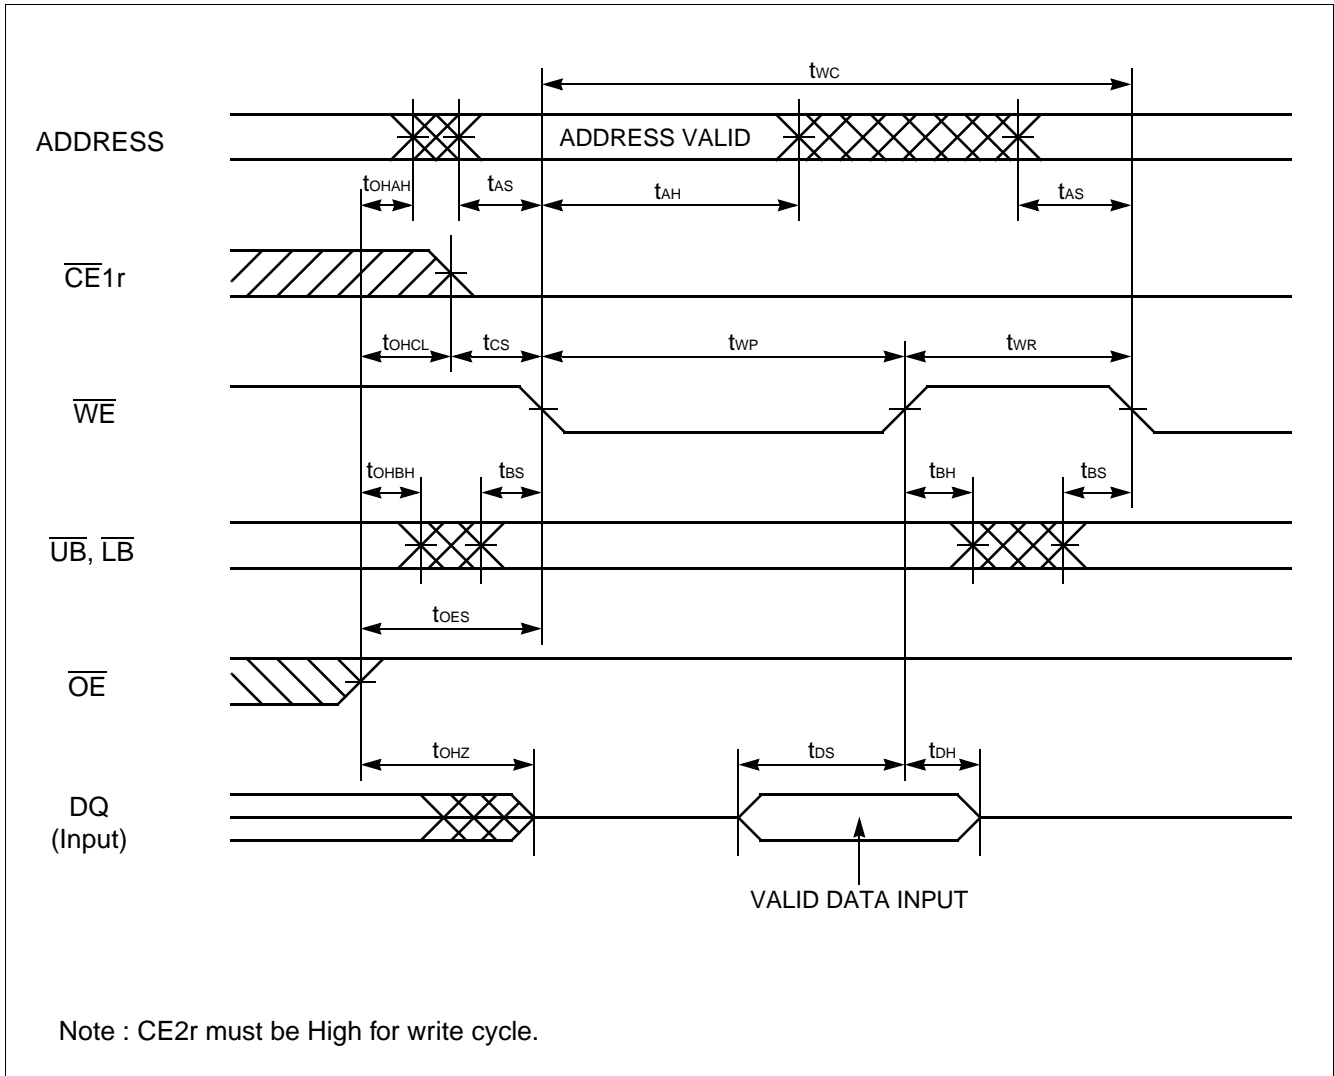 tWC
ADDRESS
ADDRESS VALID
tOHAH tAS tAH tAS
CE1r
tOHCL tCS tWP tWR
WE
tOHBH tBS tBH tBS
UB, LB
tOES
OE
tOHZ tDS tDH
DQ
(Input)
VALID DATA INPUT
Note : CE2r must be High for write cycle.